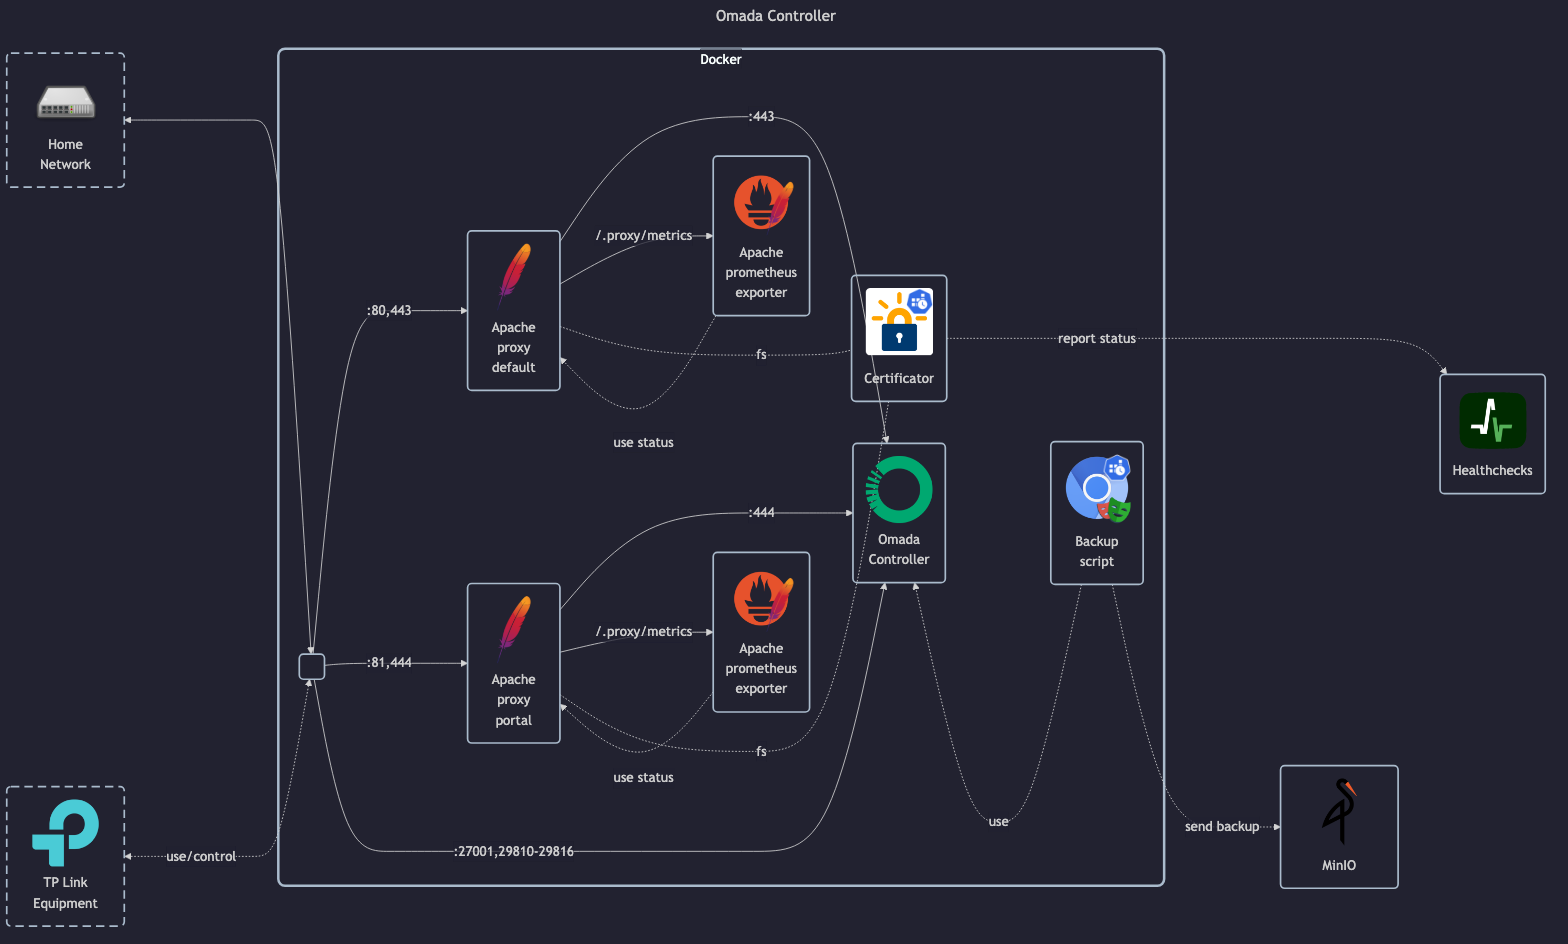 Omada Controller
Docker
Home
Network
:443
/.proxy/metrics
Apache
prometheus
exporter
:80,443
Apache
proxy
default
fs
Certificator
report status
use status
Healthchecks
:444
Omada
Controller
Backup
script
/.proxy/metrics
Apache
prometheus
exporter
:81,444
Apache
proxy
portal
fs
use status
use
send backup
MinIO
:27001,29810-29816
use/control
TP Link
Equipment